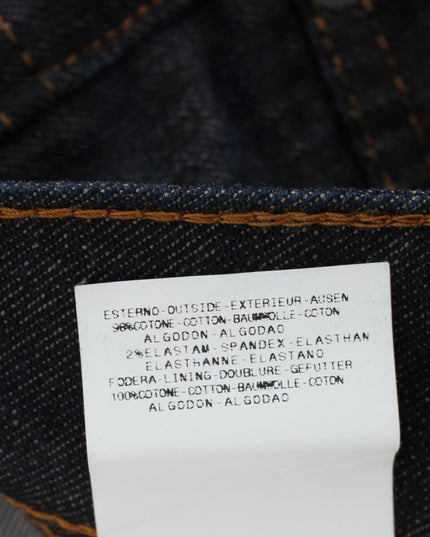 ESTERNO-OUTSIDE-EXTERIEUR-AUSEN
98%COTONE-COTTON-BAUMWOLLE-COTON
ALGODON-ALGODAO
2%ELASTAM-SPANDEX-ELASTHAN
ELASTHANNE-ELASTANO
FODERA-LINING-DOUBLURE-GEFUTTER
100%COTONE-COTTON-BAUMWOLLE-COTON
ALGODON-ALGODAO